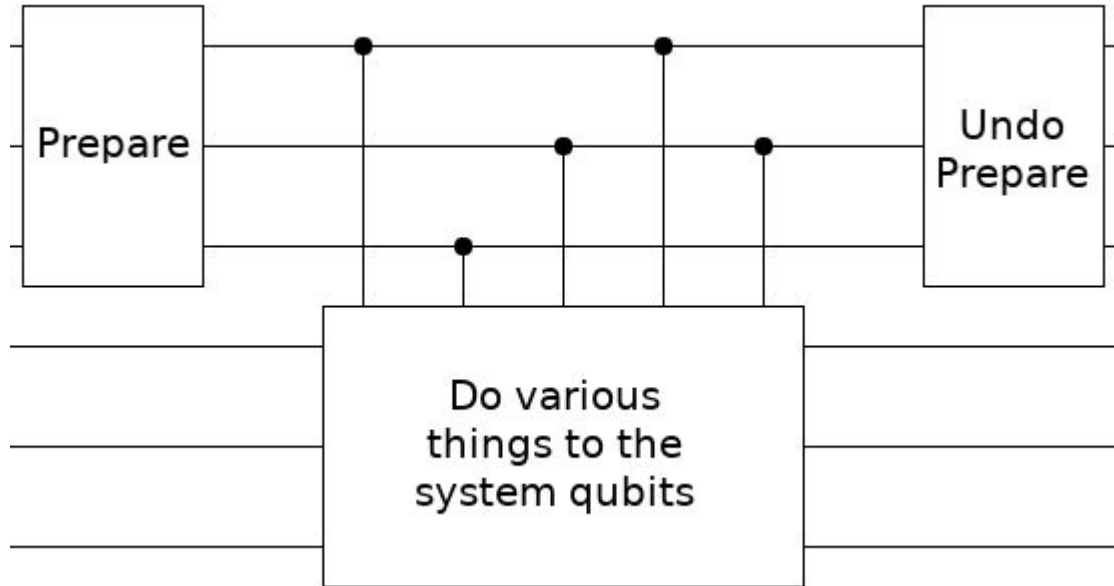 Prepare
Undo
Prepare
Do various
things to the
system qubits